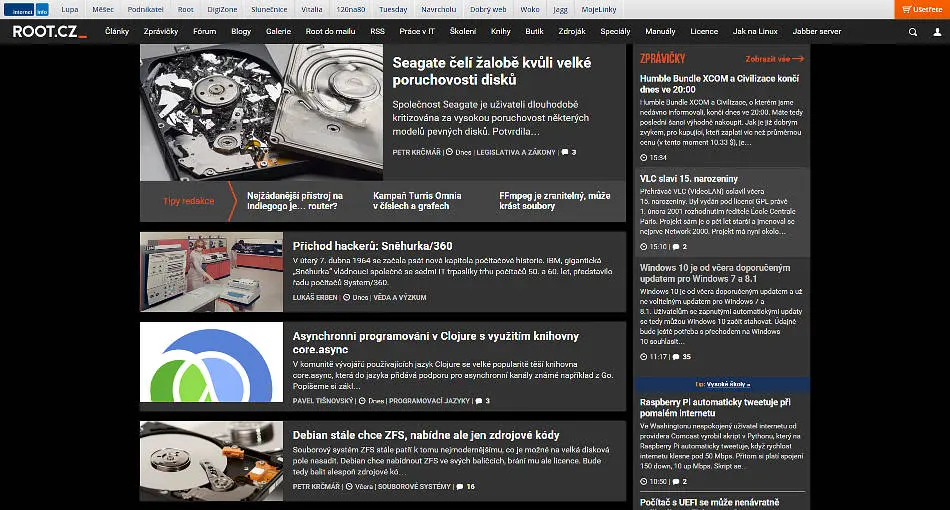 internet info
Lupa
Měšec
Podnikatel
Root
DigiZone
Slunečnice
Vitalia
120na80
Tuesday
Navrcholu
Dobrý web
Woko
Jagg
MojeLinky
Ušetřete
ROOT.CZ_
Články
Zprávičky
Fórum
Blogy
Galerie
Root do mailu
RSS
Práce v IT
Školení
Knihy
Butik
Zdroják
Speciály
Manuály
Licence
Jak na Linux
Jabber server
Seagate čelí žalobě kvůli velké
poruchovosti disků
Společnost Seagate je uživateli dlouhodobě
kritizována za vysokou poruchovost některých
modelů pevných disků. Potvrdila…
PETR KRČMÁŘ | Dnes | LEGISLATIVA A ZÁKONY | 3
Tipy redakce
Nejžádanější přístroj na
Indiegogo je… router?
Kampaň Turris Omnia
v číslech a grafech
FFmpeg je zranitelný, může
krást soubory
Příchod hackerů: Sněhurka/360
V úterý 7. dubna 1964 se začala psát nová kapitola počítačové historie. IBM, gigantická
„Sněhurka“ vládnoucí společně se sedmi IT trpaslíky trhu počítačů 50. a 60. let, představilo
řadu počítačů System/360.
LUKÁŠ ERBEN | Dnes | VĚDA A VÝZKUM
Asynchronní programování v Clojure s využitím knihovny
core.async
V komunitě vývojářů používajících jazyk Clojure se velké popularitě těší knihovna
core.async, která do jazyka přidává podporu pro asynchronní kanály známé například z Go.
Popíšeme si zákl…
PAVEL TIŠNOVSKÝ | Dnes | PROGRAMOVACÍ JAZYKY | 3
Debian stále chce ZFS, nabídne ale jen zdrojové kódy
Souborový systém ZFS stále patří k tomu nejmodernějšímu, co je možné na velká disková
pole nasadit. Debian chce nabídnout ZFS ve svých balíčcích, brání mu ale licence. Bude
tedy balit alespoň zdrojové kó…
PETR KRČMÁŘ | Včera | SOUBOROVÉ SYSTÉMY | 16
ZPRÁVIČKY
Zobrazit vše
Humble Bundle XCOM a Civilizace končí
dnes ve 20:00
Humble Bundle XCOM a Civilizace, o kterém jsme
nedávno informovali, končí dnes ve 20:00. Máte tedy
poslední šanci výhodně nakoupit. Jak je již dobrým
zvykem, pro kupující, kteří zaplatí víc než průměrnou
cenu (v tento moment 10.33 $), je…
15:34
VLC slaví 15. narozeniny
Přehrávač VLC (VideoLAN) oslavil včera
15. narozeniny. Byl vydán pod licencí GPL právě
1. února 2001 rozhodnutím ředitele École Centrale
Paris. Projekt sám je o pět let starší a jmenoval se
nejprve Network 2000. Projekt má nyní okolo…
15:10 | 2
Windows 10 je od včera doporučeným
updatem pro Windows 7 a 8.1
Windows 10 je od včera doporučeným updatem a už
ne volitelným updatem pro Windows 7 a
8.1. Uživatelům se zapnutými automatickými updaty
se tedy můžou Windows 10 začít stahovat. Údajně
bude ještě potřeba s přechodem na Windows
10 souhlasit…
11:17 | 35
Tip: Vysoké školy »
Raspberry Pi automaticky tweetuje při
pomalém internetu
Ve Washingtonu nespokojený uživatel internetu od
providera Comcast vyrobil skript v Pythonu, který na
Raspberry Pi automaticky tweetuje, když rychlost
internetu klesne pod 50 Mbps. Přitom si platí spojení
150 down, 10 up Mbps. Skript se…
10:50 | 2
Počítač s UEFI se může nenávratně